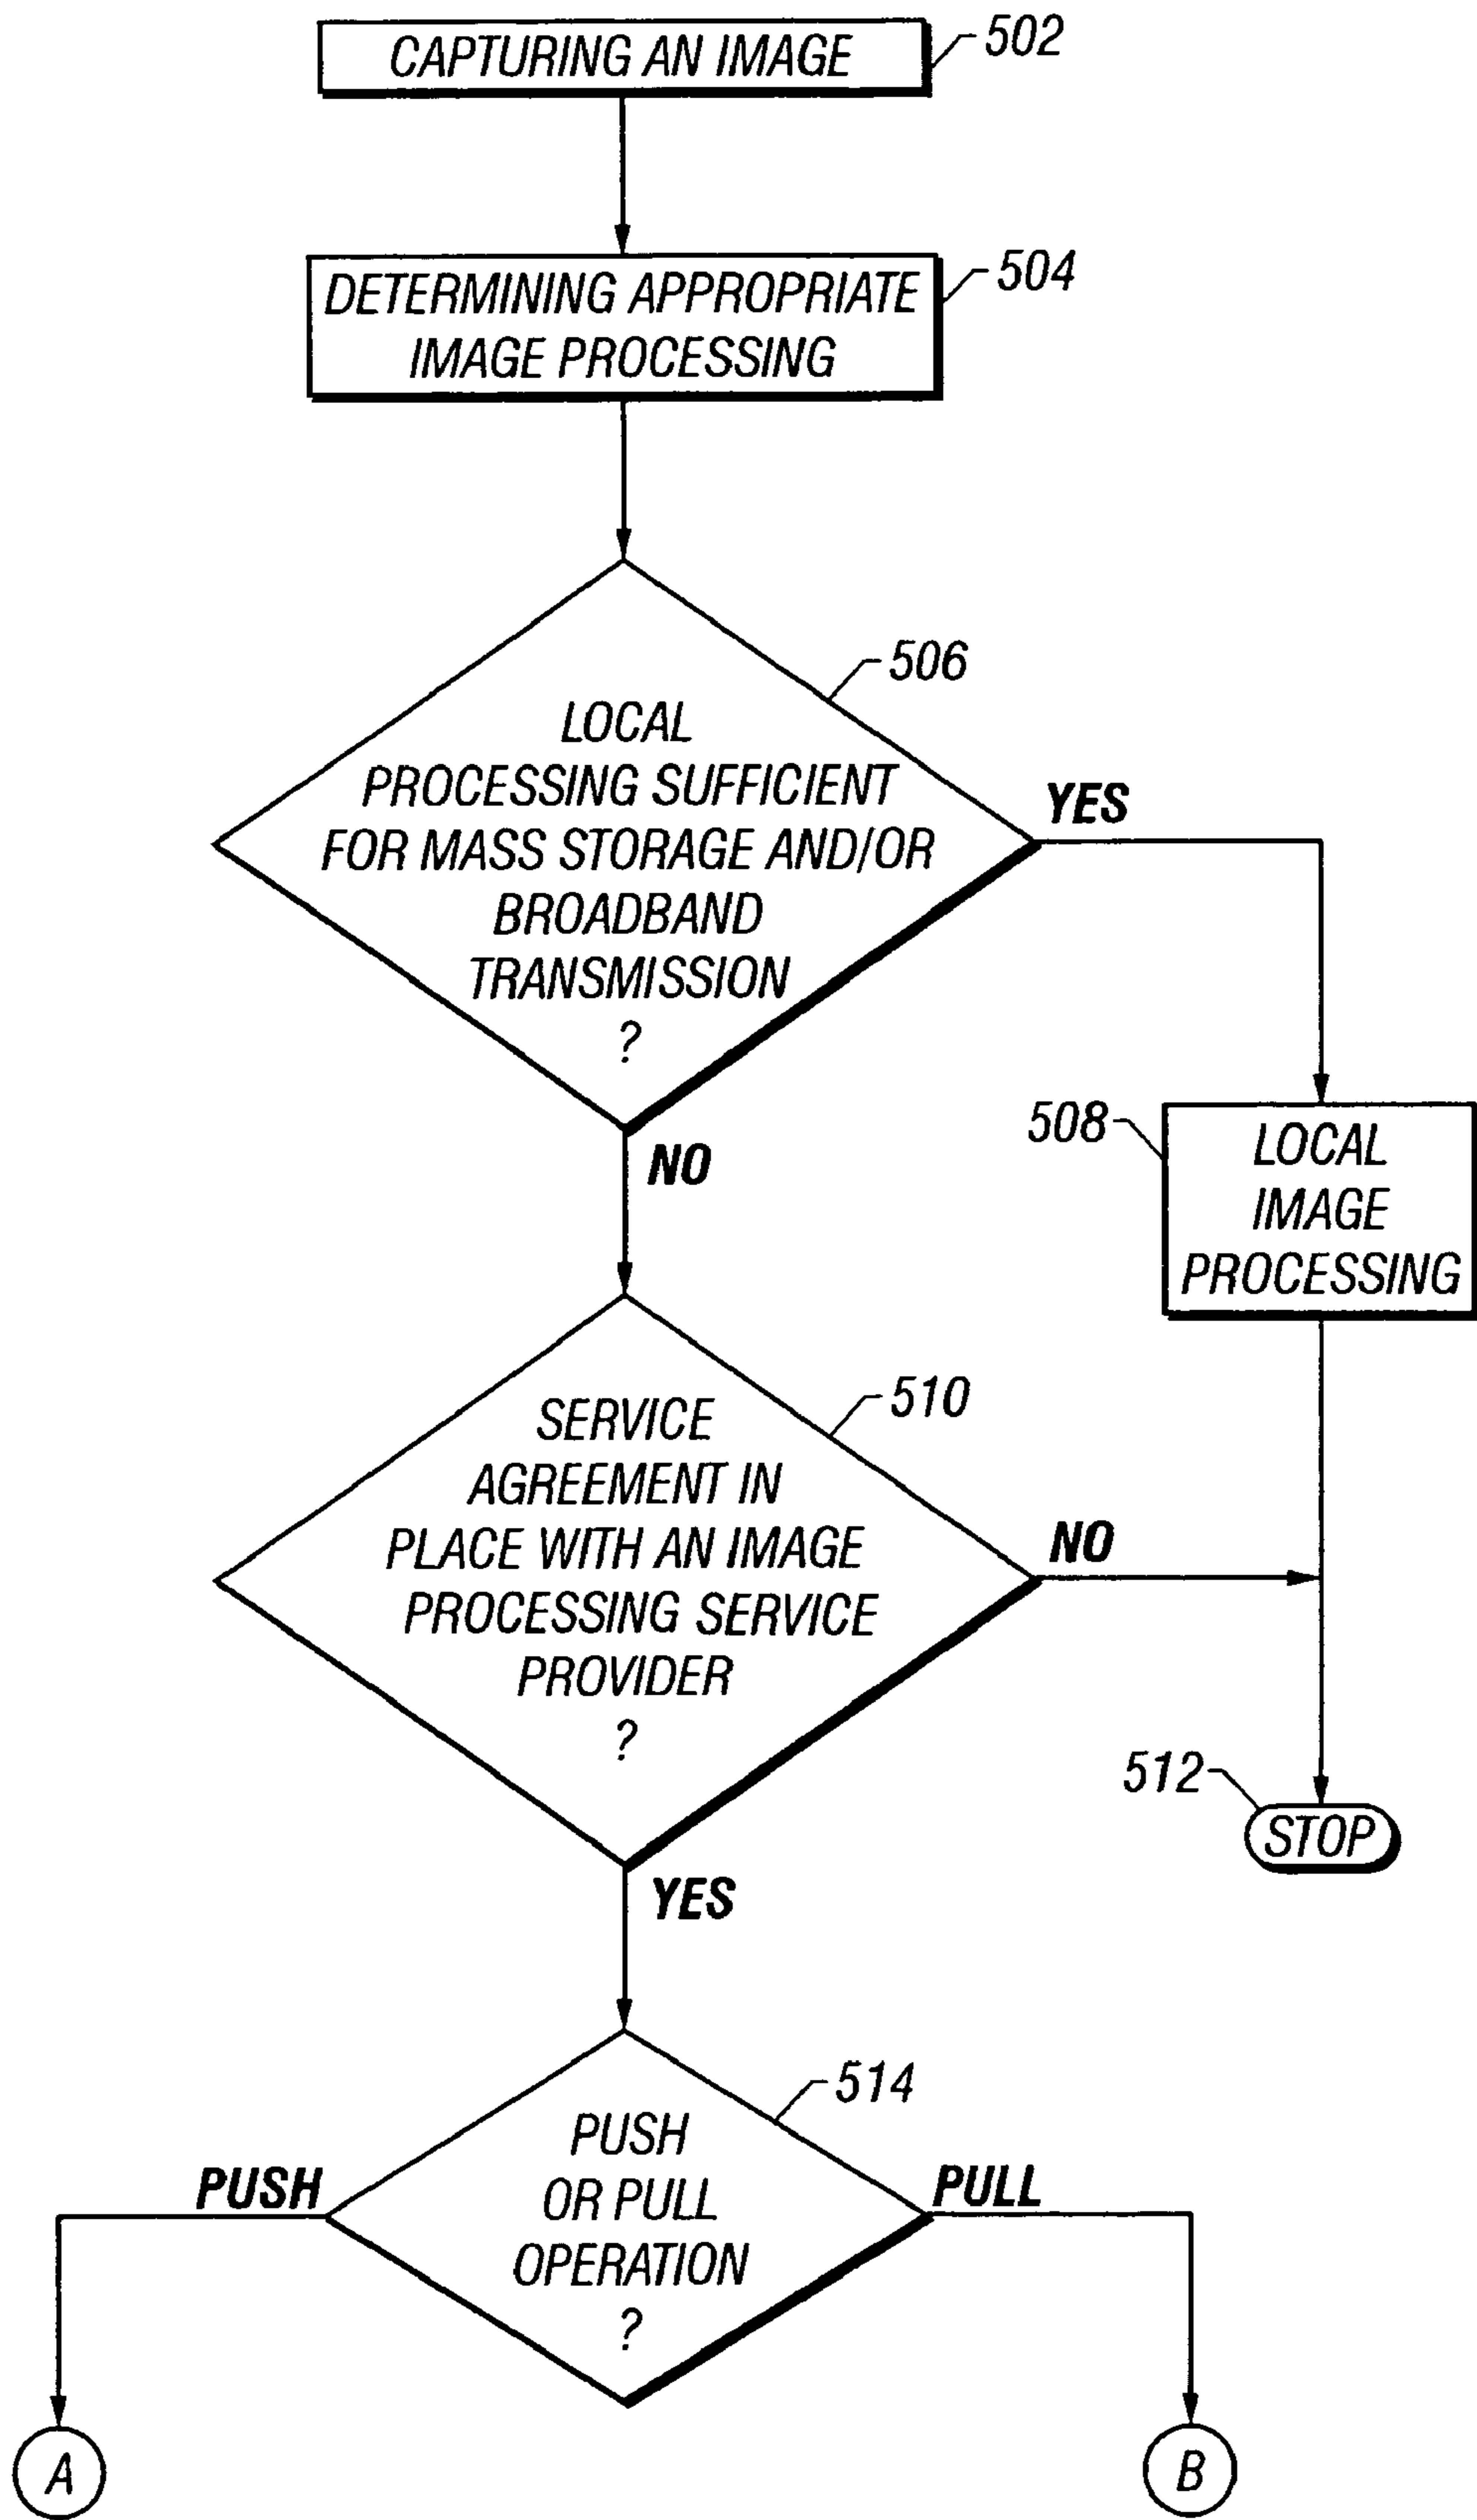 CAPTURING AN IMAGE
502
DETERMINING APPROPRIATE
IMAGE PROCESSING
504
506
LOCAL
PROCESSING SUFFICIENT
FOR MASS STORAGE AND/OR
BROADBAND
TRANSMISSION
?
YES
NO
508
LOCAL
IMAGE
PROCESSING
510
SERVICE
AGREEMENT IN
PLACE WITH AN IMAGE
PROCESSING SERVICE
PROVIDER
?
NO
YES
512
STOP
514
PUSH
OR PULL
OPERATION
?
PUSH
PULL
A
B